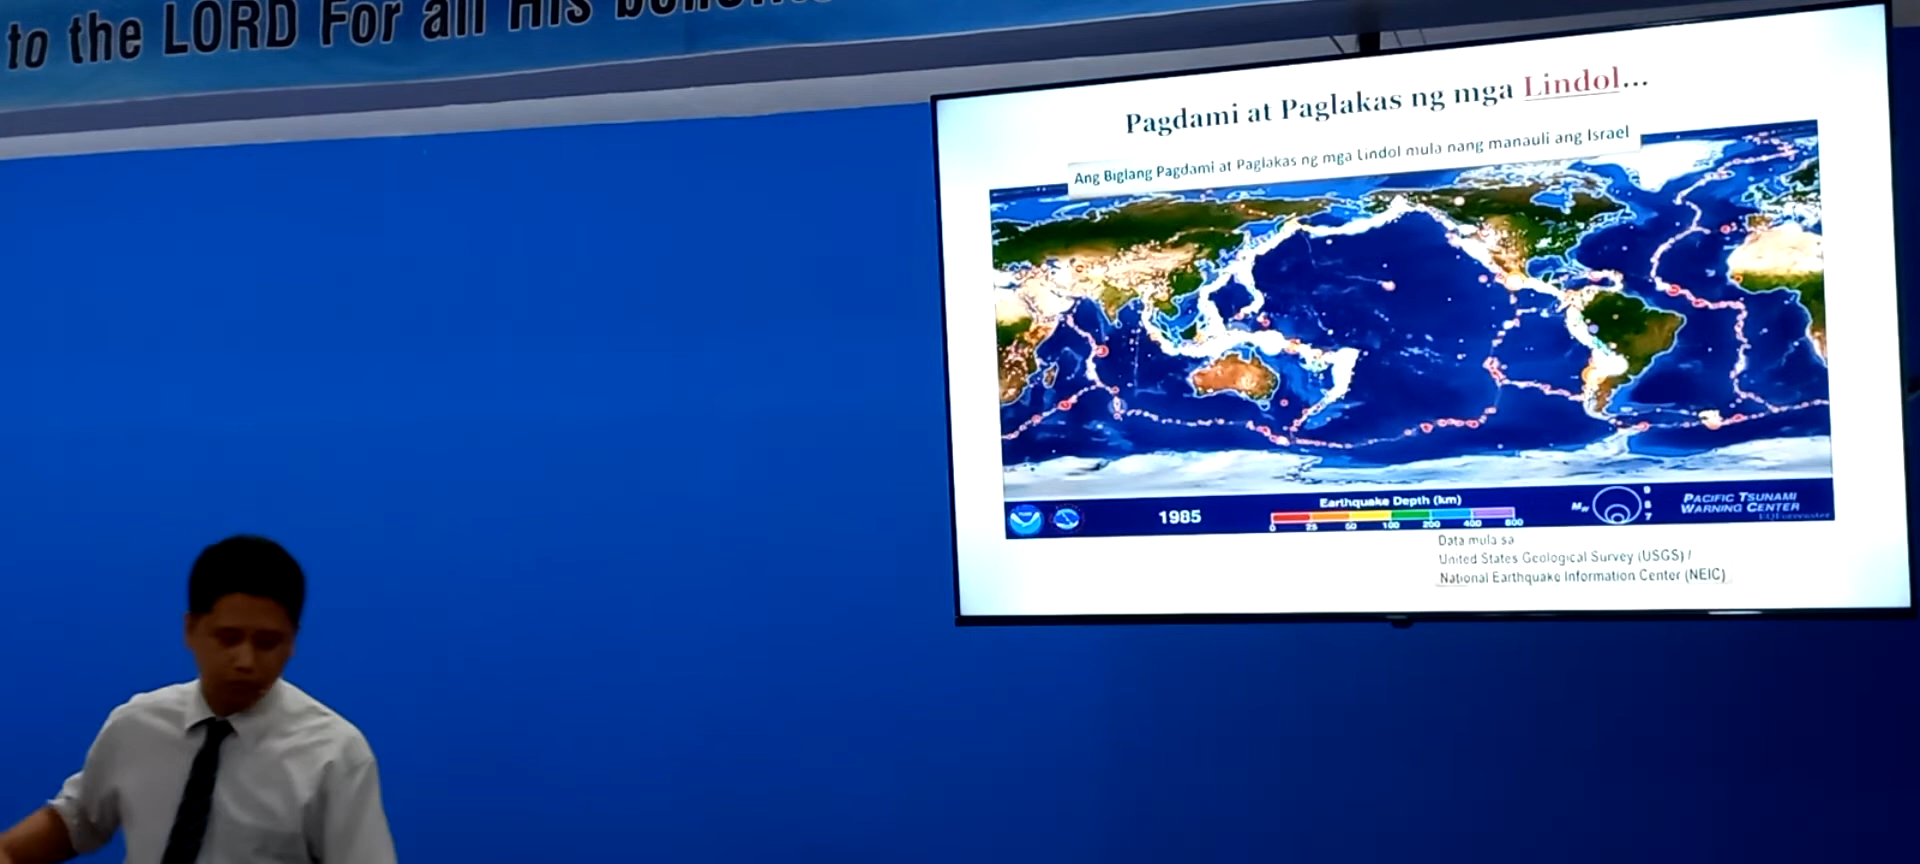 to the LORD For all His
Pagdami at Paglakas ng mga Lindol...
Ang Biglang Pagdami at Paglakas ng mga Lindol mula nang manauli ang Israel
1985
Earthquake Depth (km)
0 25 50 100 200 400 800
Mw
9
8
7
PACIFIC TSUNAMI
WARNING CENTER
Data mula sa
United States Geological Survey (USGS) /
National Earthquake Information Center (NEIC)